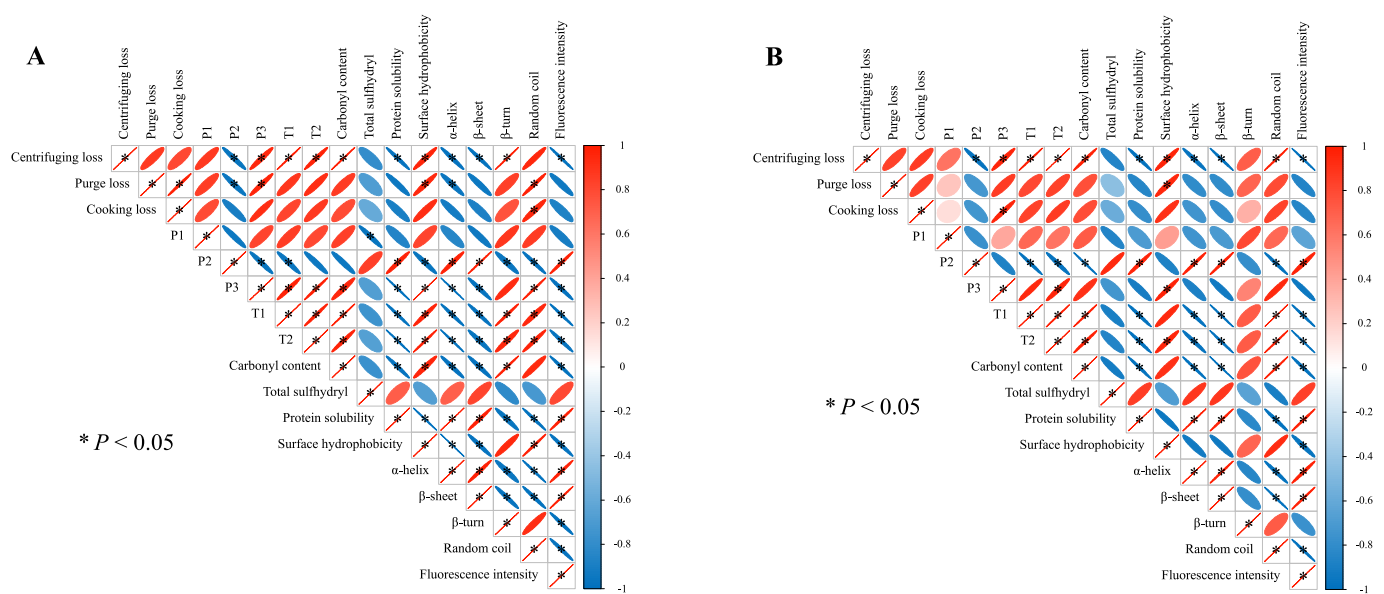 A
Centrifuging loss
Purge loss
Cooking loss
P1
P2
P3
T1
T2
Carbonyl content
Total sulfhydryl
Protein solubility
Surface hydrophobicity
α-helix
β-sheet
β-turn
Random coil
Fluorescence intensity
Centrifuging loss
Purge loss
Cooking loss
P1
P2
P3
T1
T2
Carbonyl content
Total sulfhydryl
Protein solubility
Surface hydrophobicity
α-helix
β-sheet
β-turn
Random coil
Fluorescence intensity
* P < 0.05
1
0.8
0.6
0.4
0.2
0
-0.2
-0.4
-0.6
-0.8
-1
B
Centrifuging loss
Purge loss
Cooking loss
P1
P2
P3
T1
T2
Carbonyl content
Total sulfhydryl
Protein solubility
Surface hydrophobicity
α-helix
β-sheet
β-turn
Random coil
Fluorescence intensity
Centrifuging loss
Purge loss
Cooking loss
P1
P2
P3
T1
T2
Carbonyl content
Total sulfhydryl
Protein solubility
Surface hydrophobicity
α-helix
β-sheet
β-turn
Random coil
Fluorescence intensity
* P < 0.05
1
0.8
0.6
0.4
0.2
0
-0.2
-0.4
-0.6
-0.8
-1